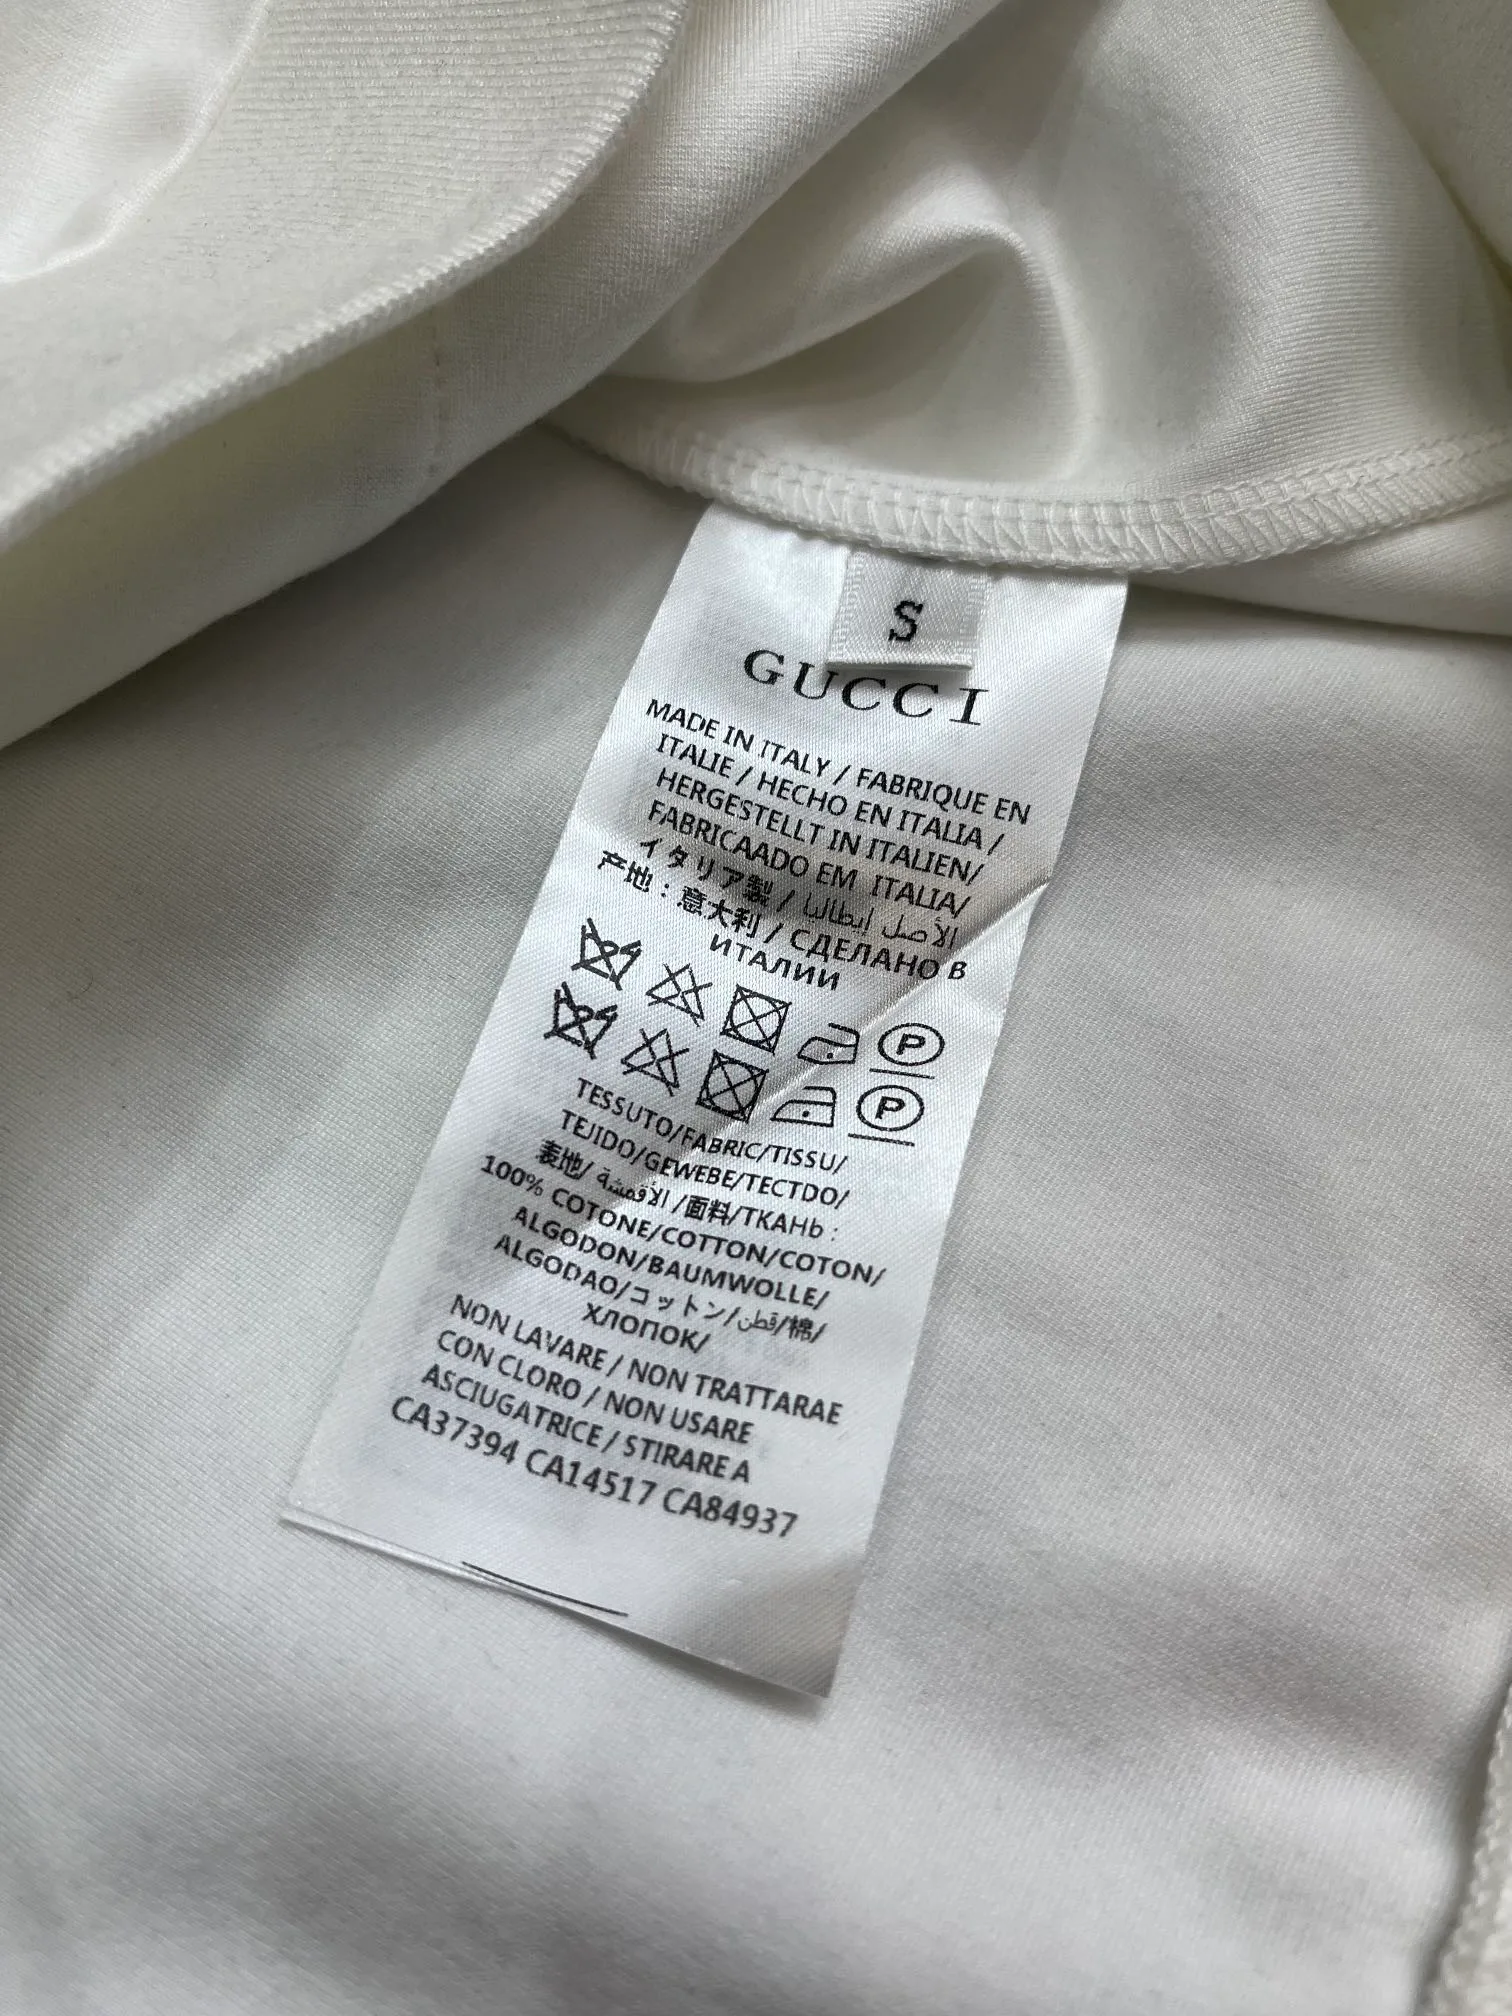 S
GUCCI
MADE IN ITALY / FABRIQUE EN
ITALIE / HECHO EN ITALIA /
HERGESTELLT IN ITALIEN/
FABRICAADO EM ITALIA/
イタリア製 / الأصل إيطاليا
产地：意大利 / СДЕЛАНО В
ИТАЛИИ
P
P
TESSUTO/FABRIC/TISSU/
TEJIDO/GEWEBE/TECTDO/
表地/ الأقمشة /面料/ТКАНЬ :
100% COTONE/COTTON/COTON/
ALGODON/BAUMWOLLE/
ALGODAO/コットン/قطن/棉/
ХЛОПОК/
NON LAVARE / NON TRATTARAE
CON CLORO / NON USARE
ASCIUGATRICE / STIRARE A
CA37394 CA14517 CA84937